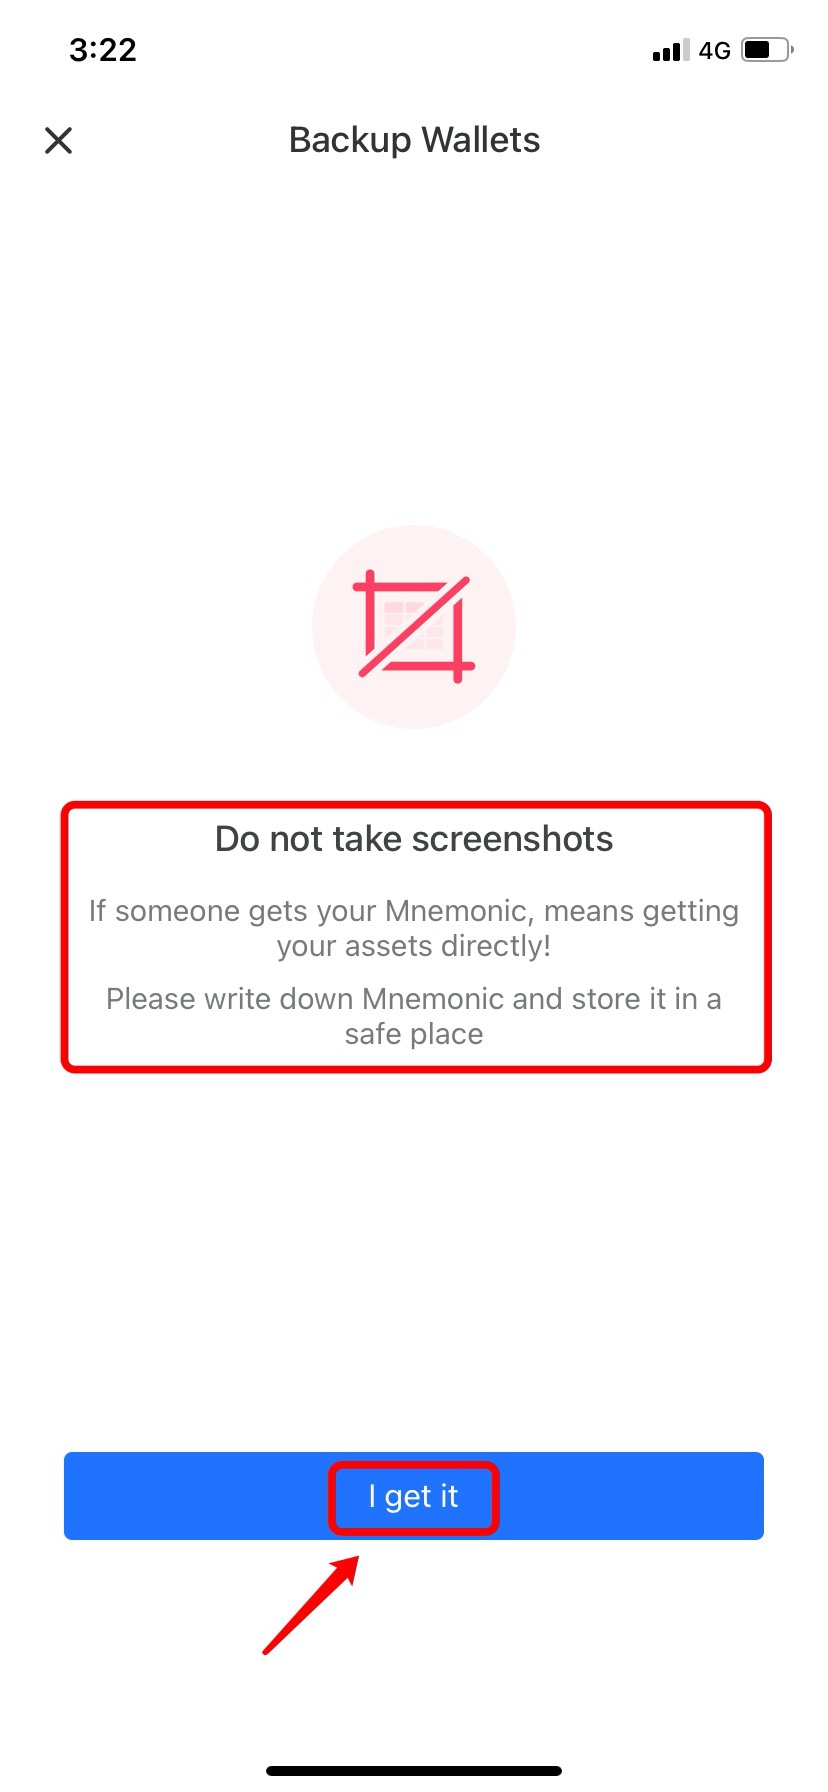 3:22
4G
Backup Wallets
Do not take screenshots
If someone gets your Mnemonic, means getting
your assets directly!
Please write down Mnemonic and store it in a
safe place
I get it